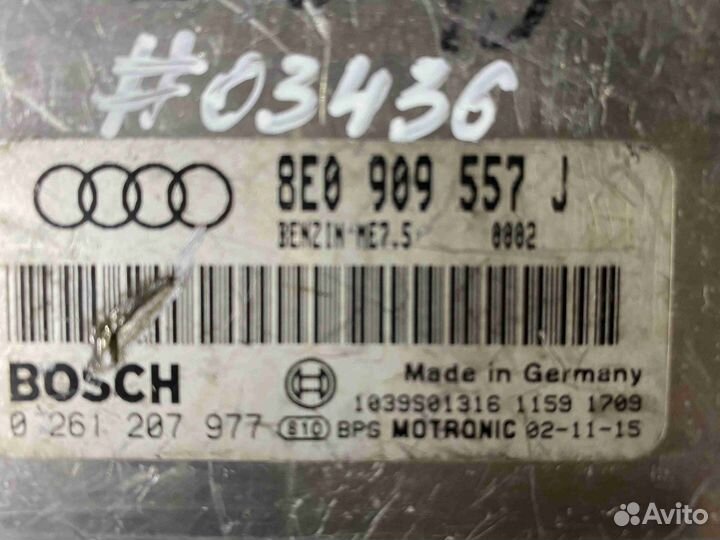 #03436
8E0 909 557 J
BENZIN ME7.5 0002
BOSCH
Made in Germany
1039S01316 1159 1709
0 261 207 977 S10 BPS MOTRONIC 02-11-15
Avito